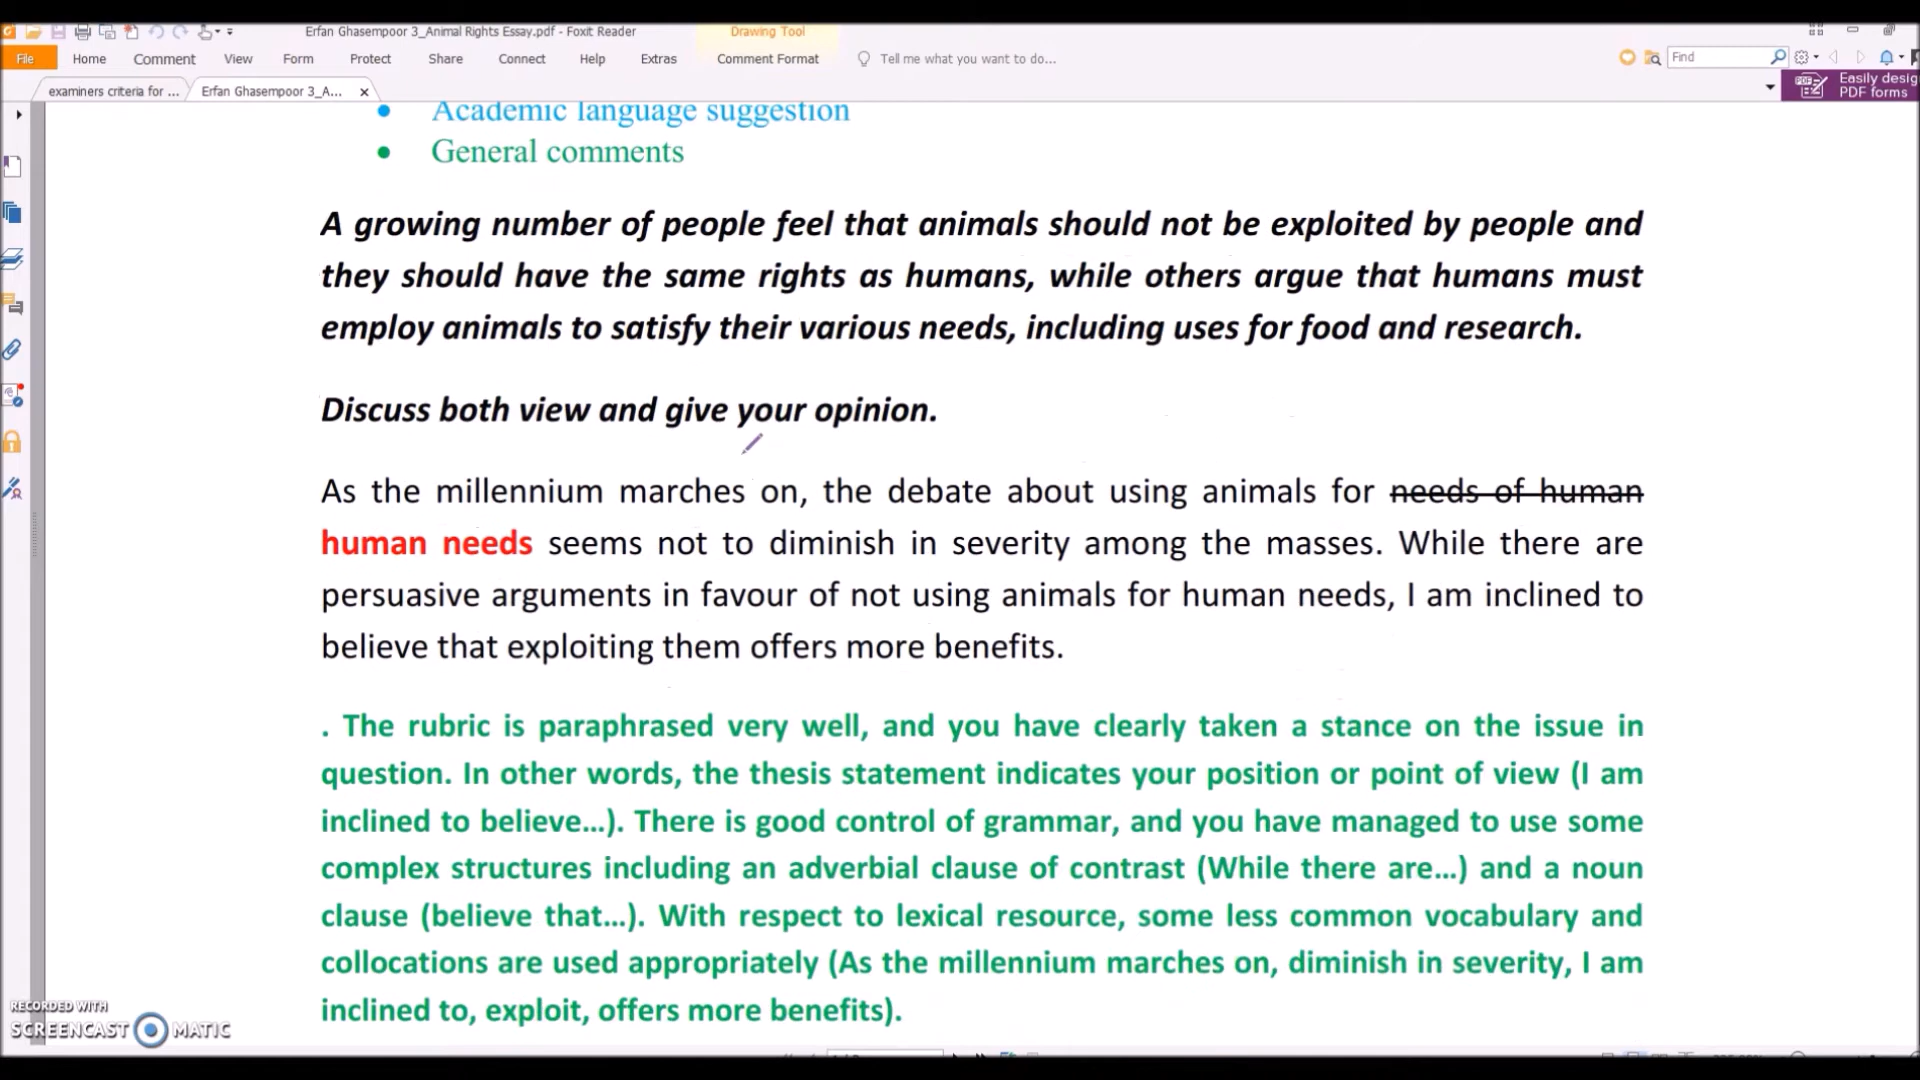 Erfan Ghasempoor 3_Animal Rights Essay.pdf - Foxit Reader
Drawing Tool
File Home Comment View Form Protect Share Connect Help Extras Comment Format Tell me what you want to do... Find
examiners criteria for ... Erfan Ghasempoor 3_A...
Easily desig
PDF forms
• Academic language suggestion
• General comments
A growing number of people feel that animals should not be exploited by people and
they should have the same rights as humans, while others argue that humans must
employ animals to satisfy their various needs, including uses for food and research.
Discuss both view and give your opinion.
As the millennium marches on, the debate about using animals for needs of human
human needs seems not to diminish in severity among the masses. While there are
persuasive arguments in favour of not using animals for human needs, I am inclined to
believe that exploiting them offers more benefits.
. The rubric is paraphrased very well, and you have clearly taken a stance on the issue in
question. In other words, the thesis statement indicates your position or point of view (I am
inclined to believe…). There is good control of grammar, and you have managed to use some
complex structures including an adverbial clause of contrast (While there are…) and a noun
clause (believe that…). With respect to lexical resource, some less common vocabulary and
collocations are used appropriately (As the millennium marches on, diminish in severity, I am
inclined to, exploit, offers more benefits).
RECORDED WITH
SCREENCAST MATIC